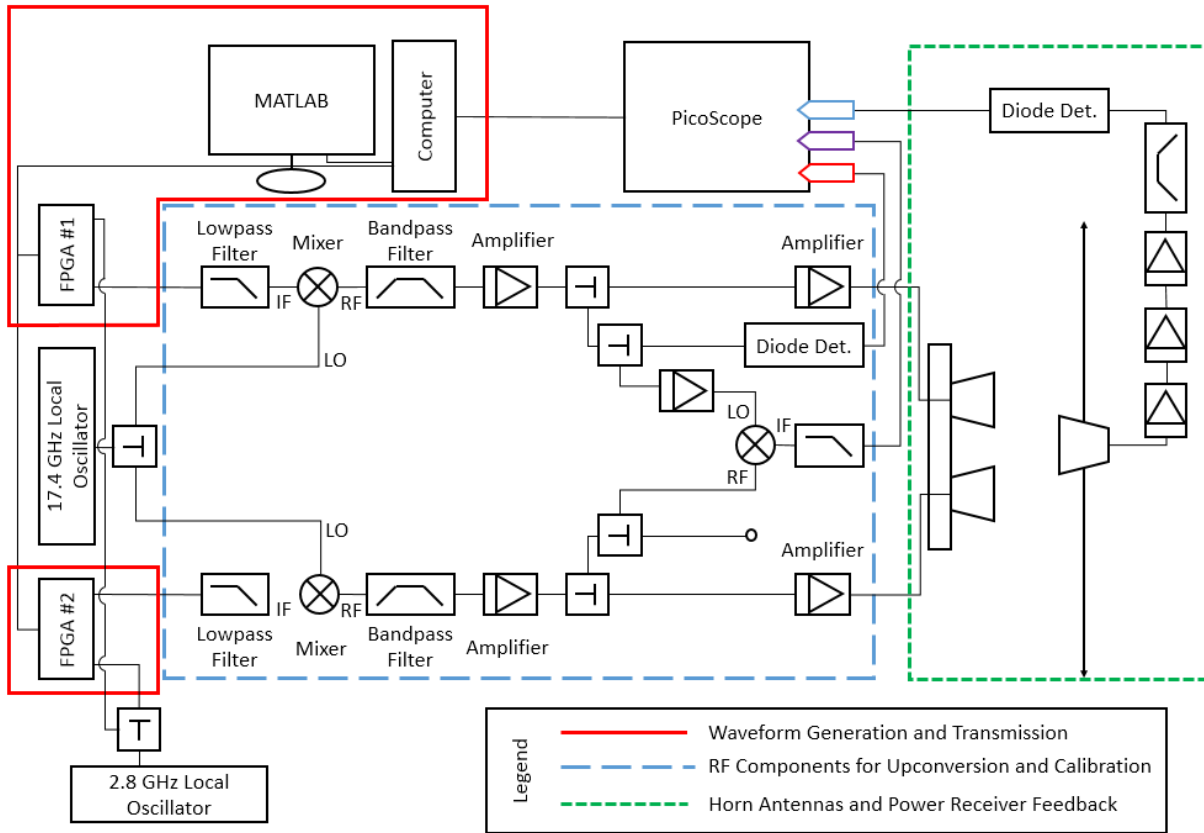 MATLAB
Computer
PicoScope
Diode Det.
FPGA #1
Lowpass
Filter
Mixer
Bandpass
Filter
Amplifier
Amplifier
IF
RF
LO
Diode Det.
17.4 GHz Local
Oscillator
LO
IF
RF
LO
FPGA #2
IF
RF
Lowpass
Filter
Mixer
Bandpass
Filter
Amplifier
Amplifier
2.8 GHz Local
Oscillator
Legend
Waveform Generation and Transmission
RF Components for Upconversion and Calibration
Horn Antennas and Power Receiver Feedback